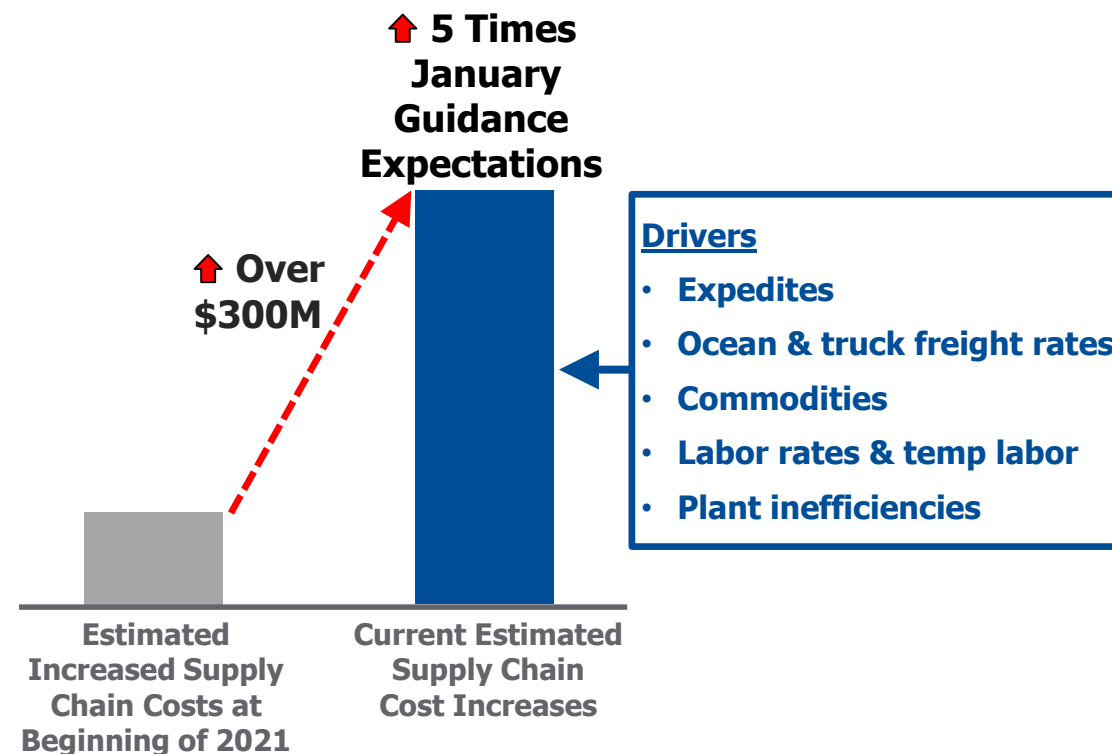 5 Times
January
Guidance
Expectations
Over
$300M
Drivers
• Expedites
• Ocean & truck freight rates
• Commodities
• Labor rates & temp labor
• Plant inefficiencies
Estimated
Increased Supply
Chain Costs at
Beginning of 2021
Current Estimated
Supply Chain
Cost Increases